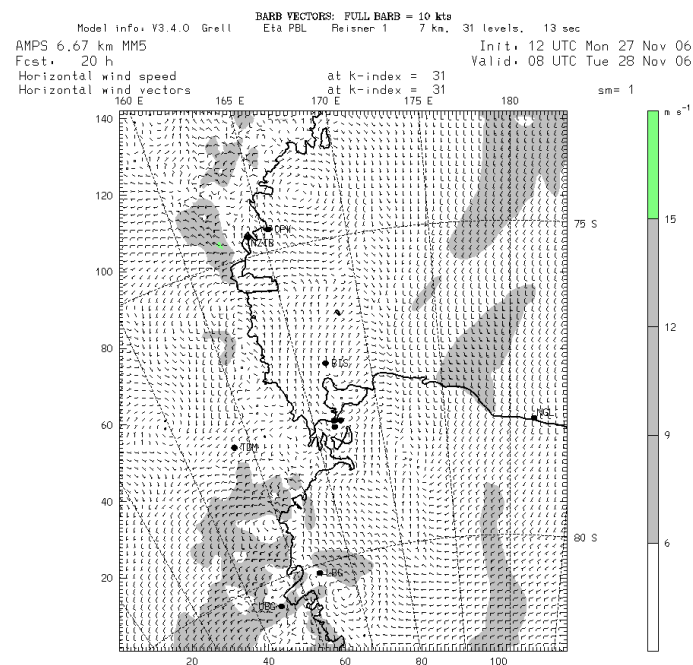 BARB VECTORS: FULL BARB = 10 kts
Model info: V3.4.0 Grell Eta PBL Reisner 1 7 km, 31 levels, 13 sec
AMPS 6.67 km MM5 Init: 12 UTC Mon 27 Nov 06
Fcst: 20 h Valid: 08 UTC Tue 28 Nov 06
Horizontal wind speed at k-index = 31
Horizontal wind vectors at k-index = 31 sm= 1
160 E 165 E 170 E 175 E 180
m s⁻¹
140
120
75 S
15
100
12
80
BIS
NGL
60
TDM
9
40
80 S
6
20
LBG
UBG
20 40 60 80 100